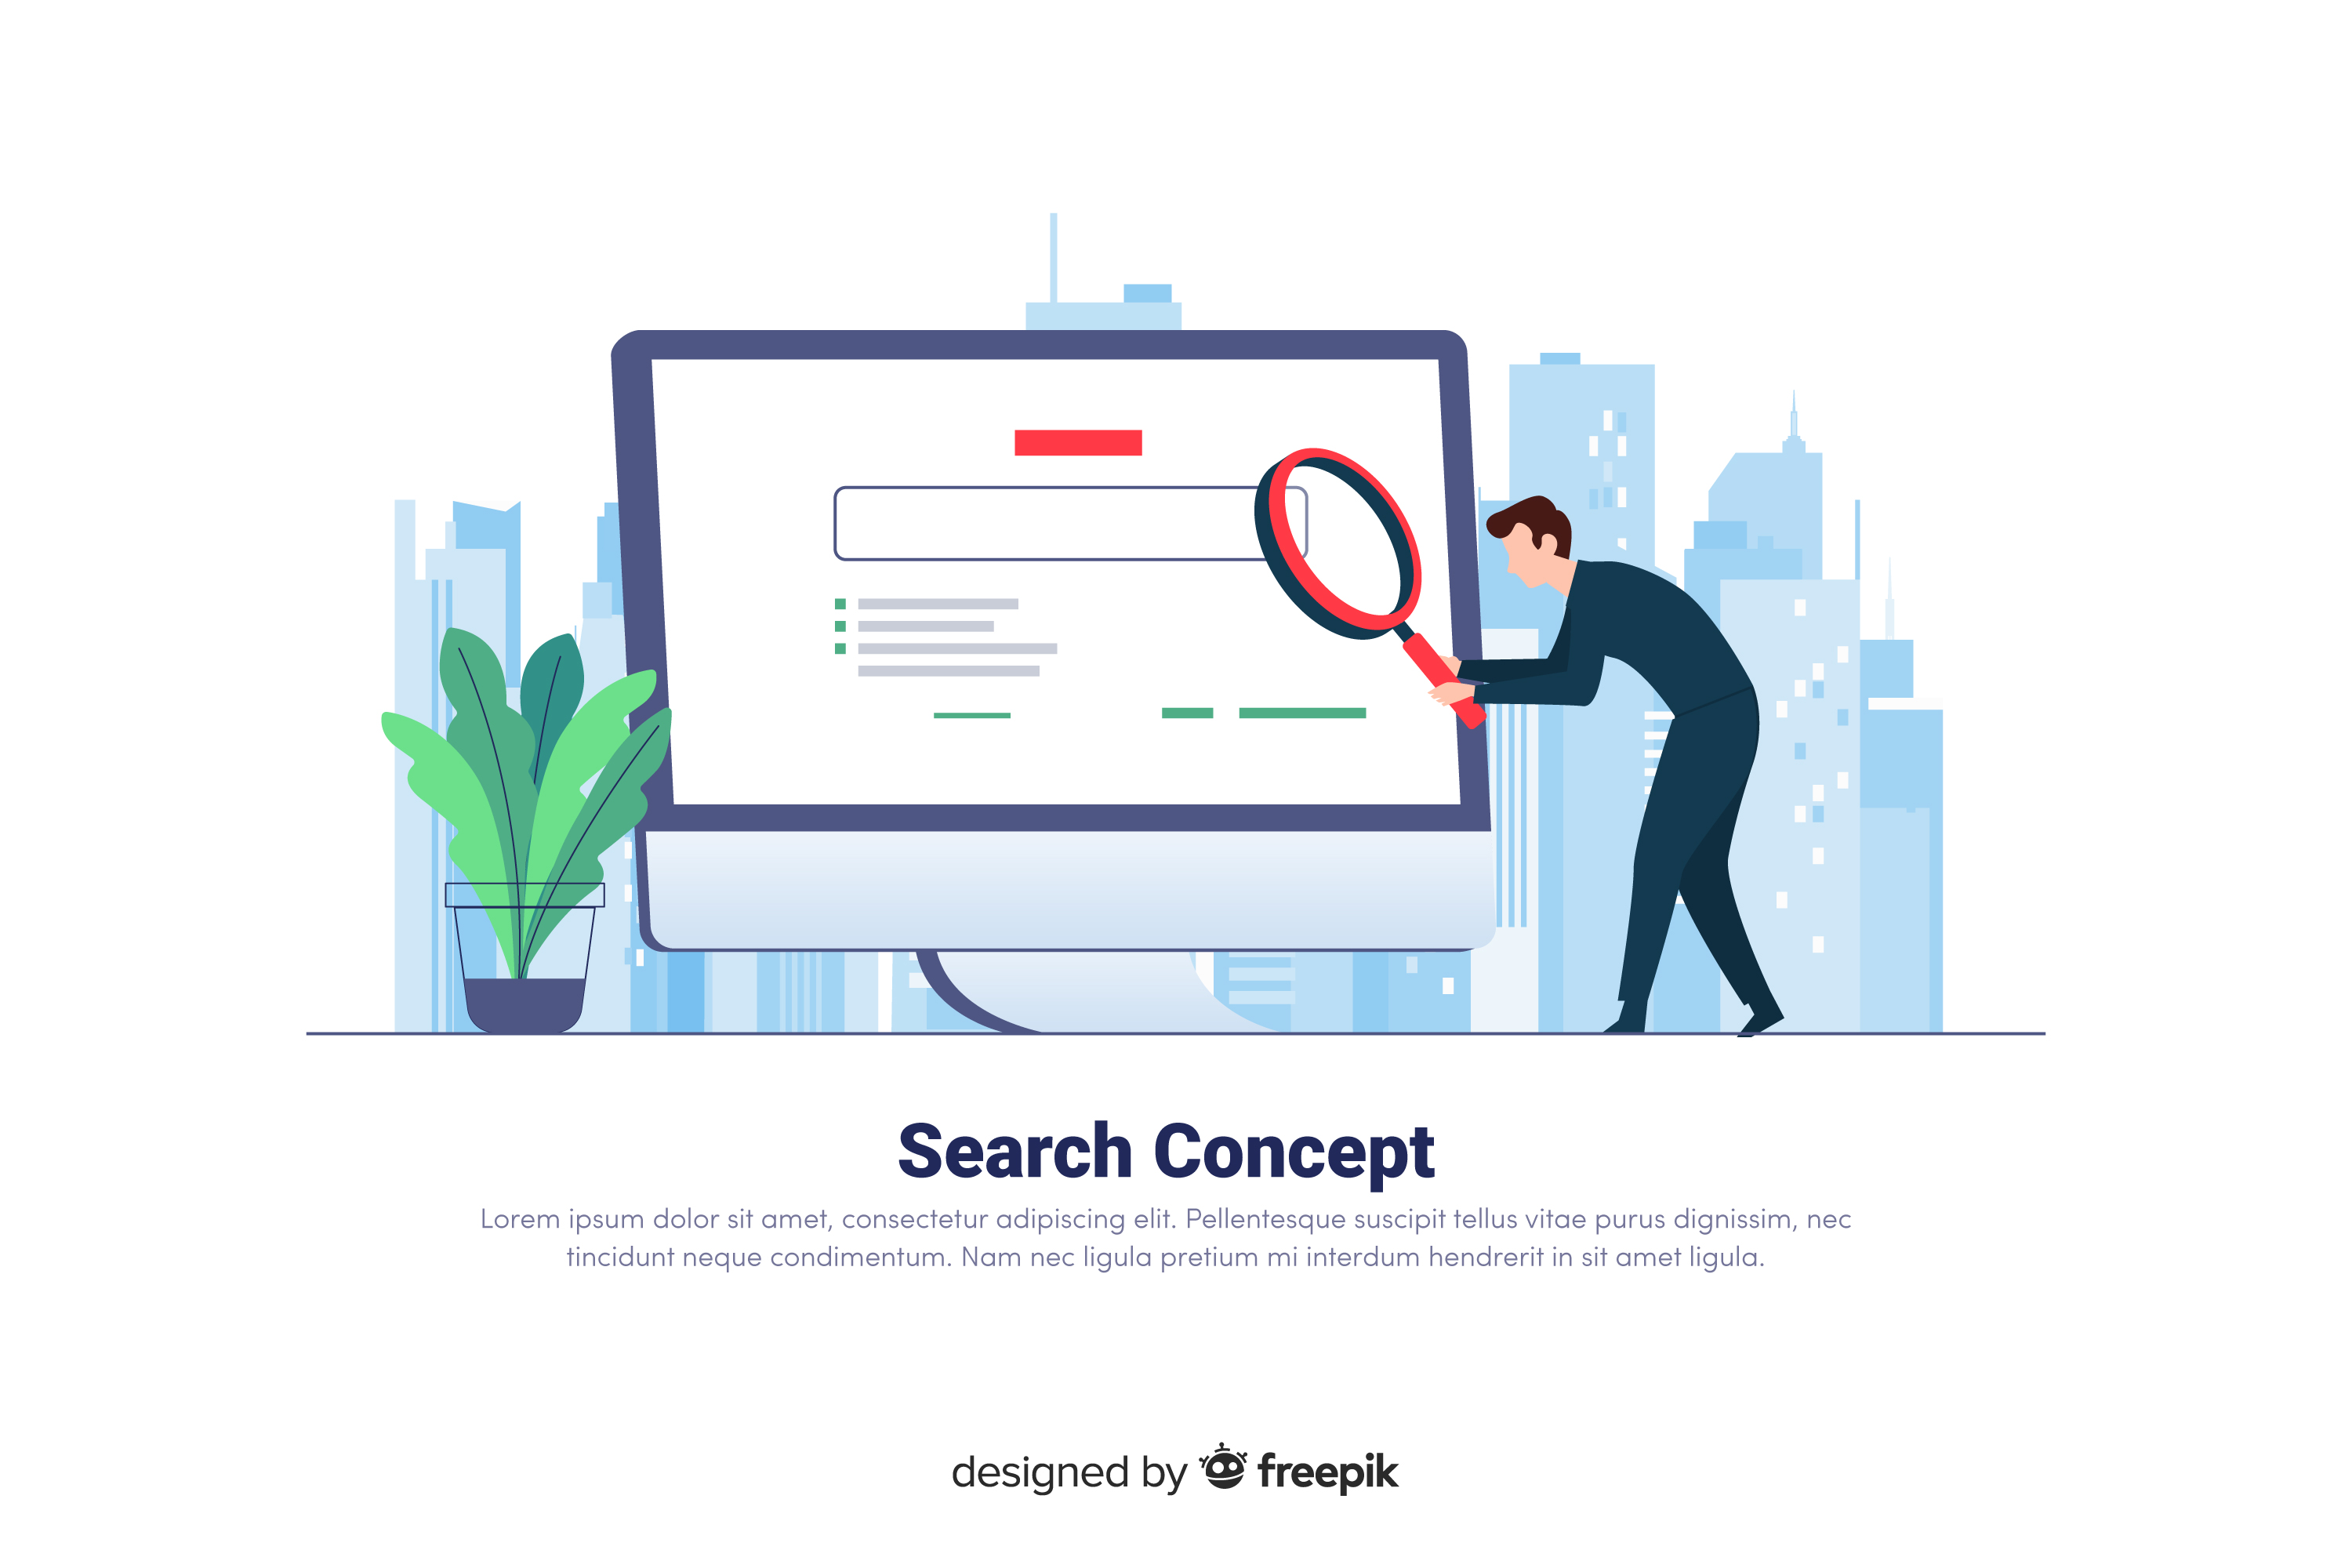 Search Concept
Lorem ipsum dolor sit amet, consectetur adipiscing elit. Pellentesque suscipit tellus vitae purus dignissim, nec
tincidunt neque condimentum. Nam nec ligula pretium mi interdum hendrerit in sit amet ligula.
designed by freepik